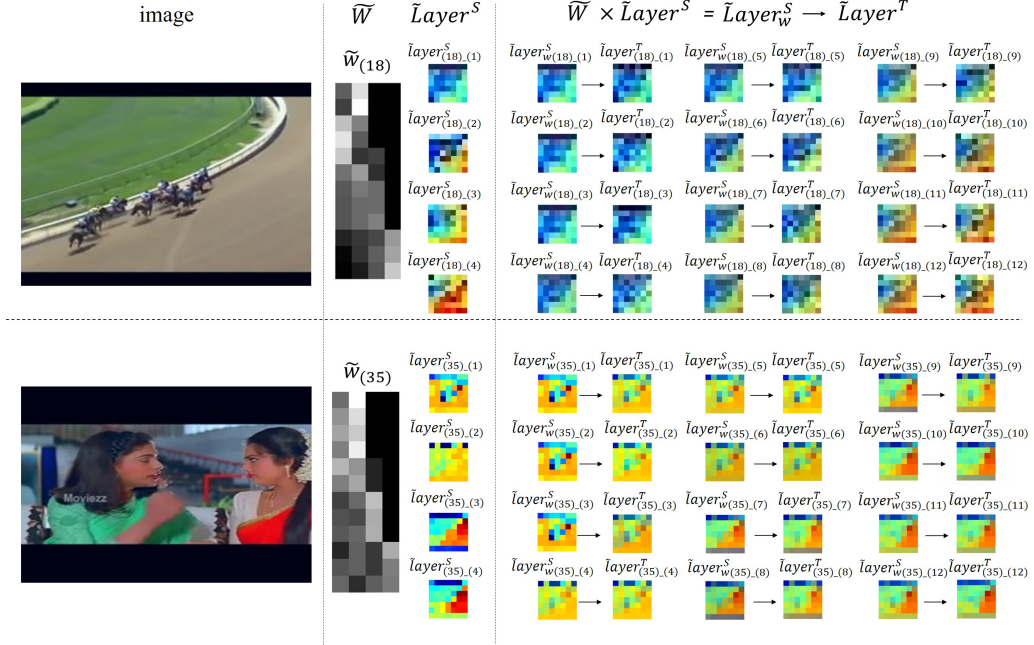 image
W̃
L̃ayer^S
W̃ × L̃ayer^S = L̃ayer_w^S → L̃ayer^T
w̃_(18)
l̃ayer^S_(18)_(1)
l̃ayer^S_(18)_(2)
l̃ayer^S_(18)_(3)
l̃ayer^S_(18)_(4)
l̃ayer^S_w(18)_(1) l̃ayer^T_(18)_(1) l̃ayer^S_w(18)_(5) l̃ayer^T_(18)_(5) l̃ayer^S_w(18)_(9) l̃ayer^T_(18)_(9)
l̃ayer^S_w(18)_(2) l̃ayer^T_(18)_(2) l̃ayer^S_w(18)_(6) l̃ayer^T_(18)_(6) l̃ayer^S_w(18)_(10) l̃ayer^T_(18)_(10)
l̃ayer^S_w(18)_(3) l̃ayer^T_(18)_(3) l̃ayer^S_w(18)_(7) l̃ayer^T_(18)_(7) l̃ayer^S_w(18)_(11) l̃ayer^T_(18)_(11)
l̃ayer^S_w(18)_(4) l̃ayer^T_(18)_(4) l̃ayer^S_w(18)_(8) l̃ayer^T_(18)_(8) l̃ayer^S_w(18)_(12) l̃ayer^T_(18)_(12)
Moviezz
w̃_(35)
l̃ayer^S_(35)_(1)
l̃ayer^S_(35)_(2)
l̃ayer^S_(35)_(3)
l̃ayer^S_(35)_(4)
l̃ayer^S_w(35)_(1) l̃ayer^T_(35)_(1) l̃ayer^S_w(35)_(5) l̃ayer^T_(35)_(5) l̃ayer^S_w(35)_(9) l̃ayer^T_(35)_(9)
l̃ayer^S_w(35)_(2) l̃ayer^T_(35)_(2) l̃ayer^S_w(35)_(6) l̃ayer^T_(35)_(6) l̃ayer^S_w(35)_(10) l̃ayer^T_(35)_(10)
l̃ayer^S_w(35)_(3) l̃ayer^T_(35)_(3) l̃ayer^S_w(35)_(7) l̃ayer^T_(35)_(7) l̃ayer^S_w(35)_(11) l̃ayer^T_(35)_(11)
l̃ayer^S_w(35)_(4) l̃ayer^T_(35)_(4) l̃ayer^S_w(35)_(8) l̃ayer^T_(35)_(8) l̃ayer^S_w(35)_(12) l̃ayer^T_(35)_(12)